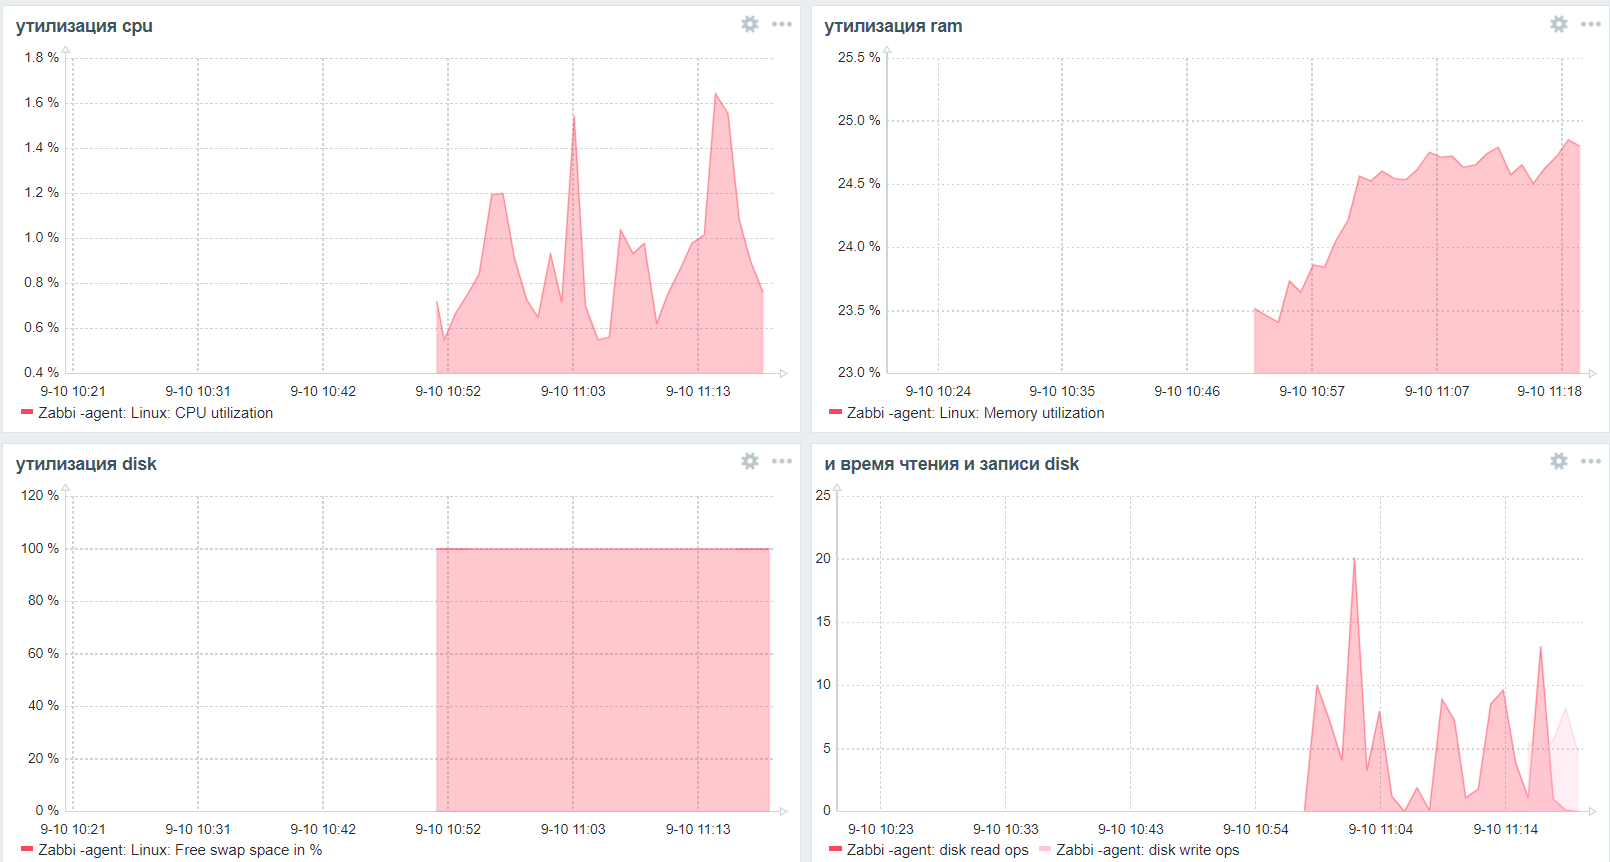 утилизация cpu
1.8 %
1.6 %
1.4 %
1.2 %
1.0 %
0.8 %
0.6 %
0.4 %
9-10 10:21 9-10 10:31 9-10 10:42 9-10 10:52 9-10 11:03 9-10 11:13
Zabbi -agent: Linux: CPU utilization
утилизация ram
25.5 %
25.0 %
24.5 %
24.0 %
23.5 %
23.0 %
9-10 10:24 9-10 10:35 9-10 10:46 9-10 10:57 9-10 11:07 9-10 11:18
Zabbi -agent: Linux: Memory utilization
утилизация disk
120 %
100 %
80 %
60 %
40 %
20 %
0 %
9-10 10:21 9-10 10:31 9-10 10:42 9-10 10:52 9-10 11:03 9-10 11:13
Zabbi -agent: Linux: Free swap space in %
и время чтения и записи disk
25
20
15
10
5
0
9-10 10:23 9-10 10:33 9-10 10:43 9-10 10:54 9-10 11:04 9-10 11:14
Zabbi -agent: disk read ops Zabbi -agent: disk write ops